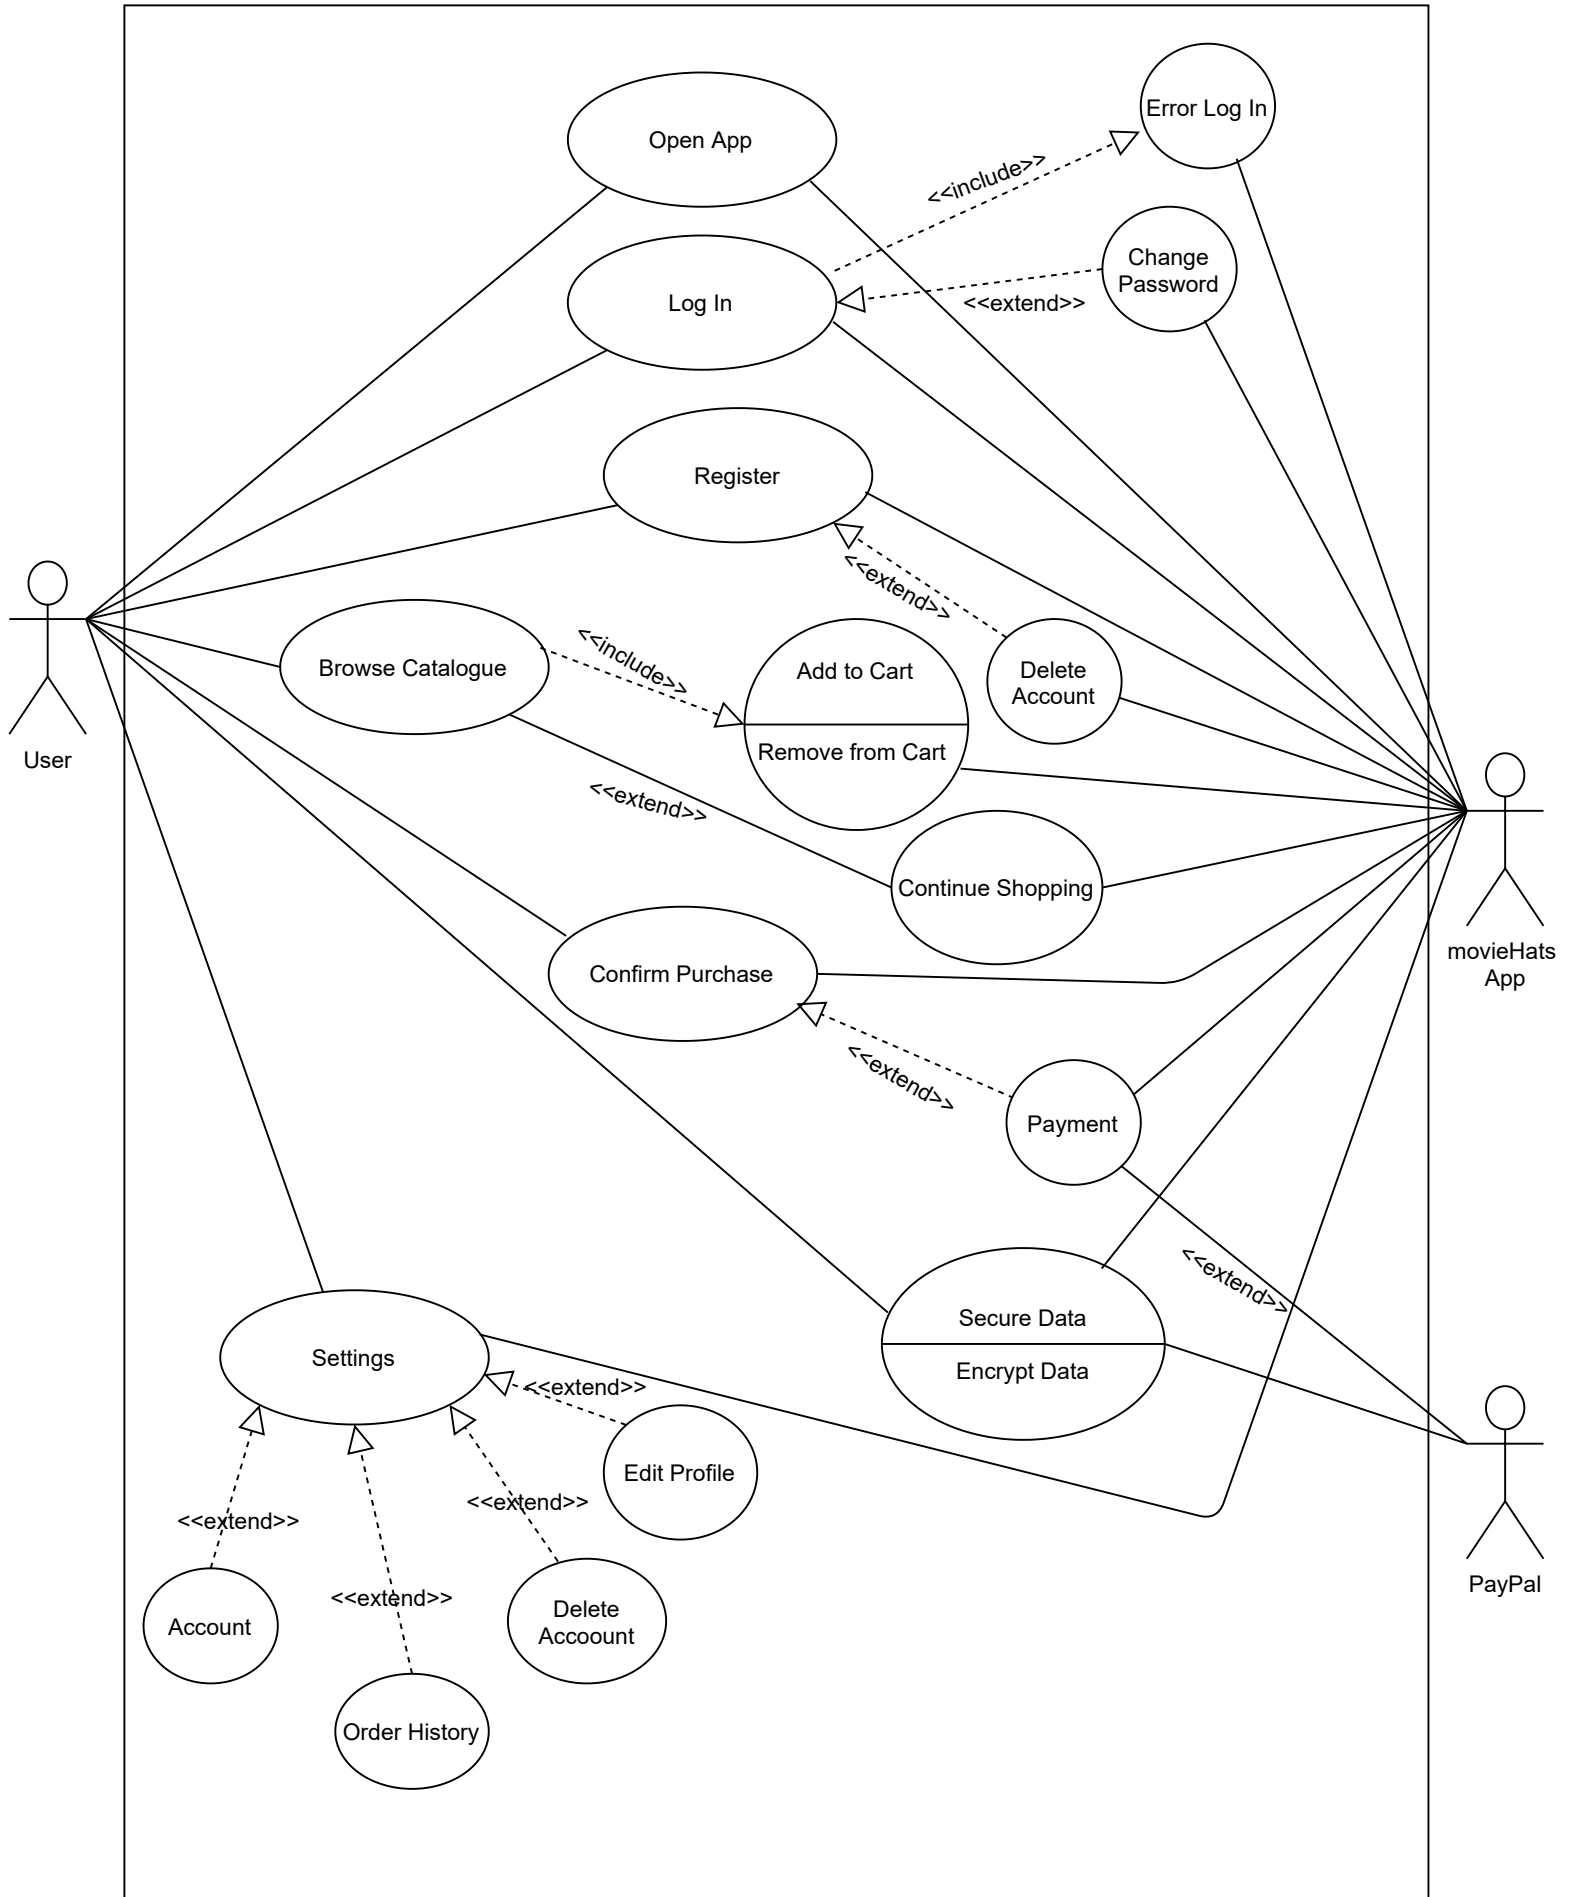 Open App
Error Log In
<<include>>
Change
Password
Log In
<<extend>>
Register
<<extend>>
User
Browse Catalogue
<<include>>
Add to Cart
Remove from Cart
Delete
Account
<<extend>>
Continue Shopping
movieHats
App
Confirm Purchase
<<extend>>
Payment
<<extend>>
Secure Data
Encrypt Data
Settings
<<extend>>
Edit Profile
<<extend>>
<<extend>>
<<extend>>
Account
Delete
Accoount
Order History
PayPal